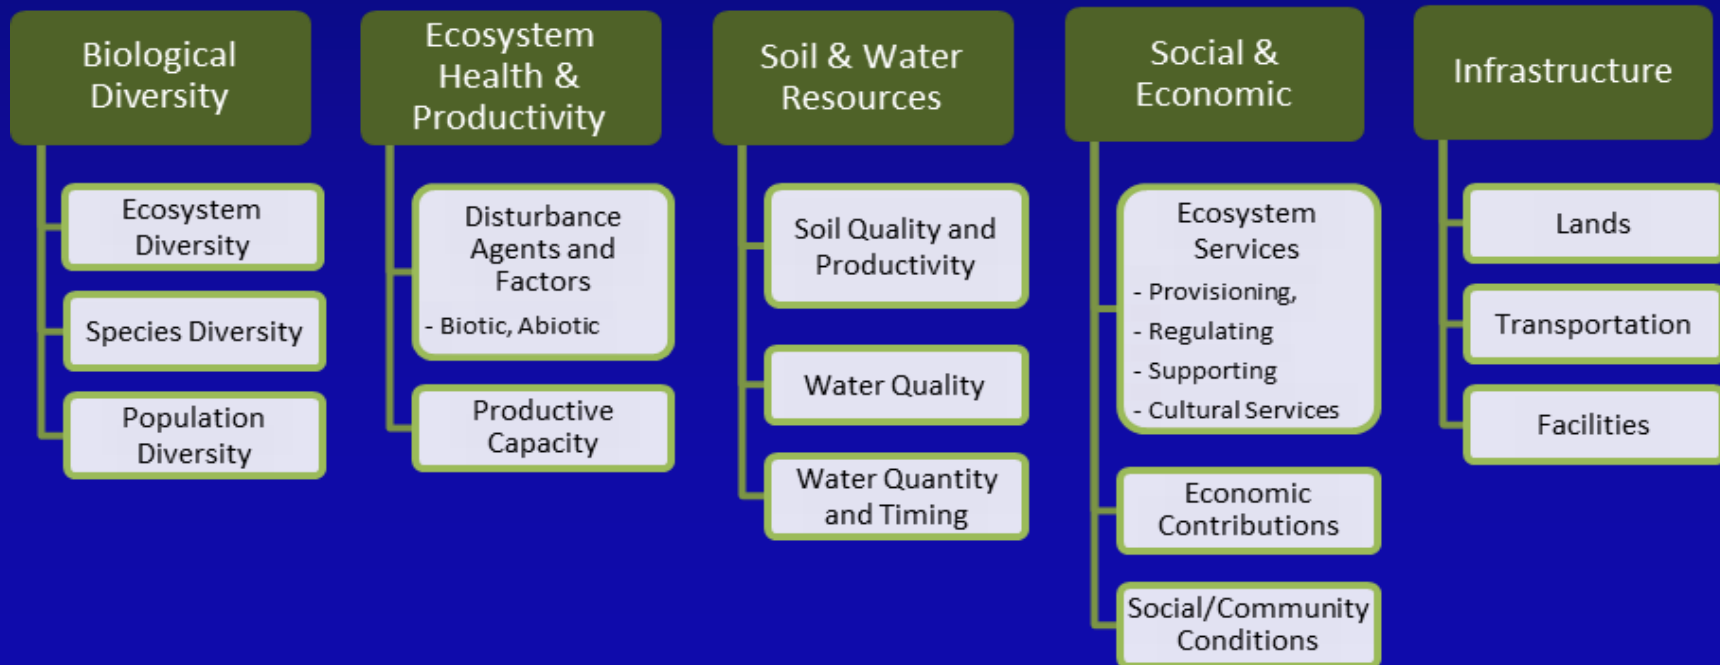 Biological
Diversity
Ecosystem
Diversity
Species Diversity
Population
Diversity
Ecosystem
Health &
Productivity
Disturbance
Agents and
Factors
- Biotic, Abiotic
Productive
Capacity
Soil & Water
Resources
Soil Quality and
Productivity
Water Quality
Water Quantity
and Timing
Social &
Economic
Ecosystem
Services
- Provisioning,
- Regulating
- Supporting
- Cultural Services
Economic
Contributions
Social/Community
Conditions
Infrastructure
Lands
Transportation
Facilities